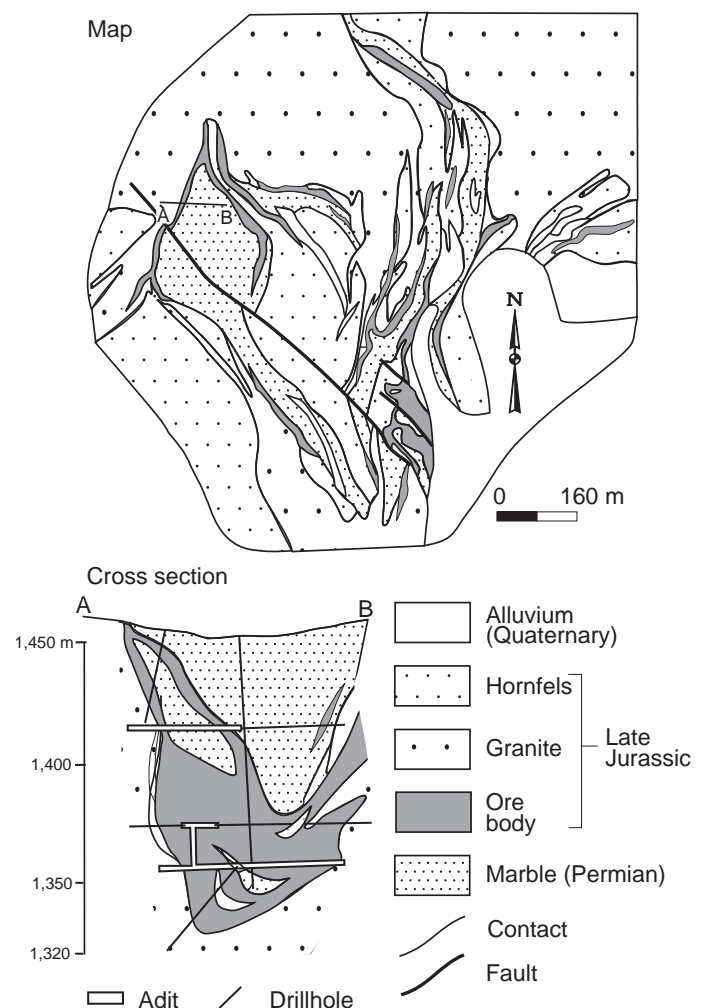 Map
A
B
N
0 160 m
Cross section
A
B
1,450 m
1,400
1,350
1,320
Adit
Drillhole
Alluvium
(Quaternary)
Hornfels
Granite
Late
Jurassic
Ore
body
Marble (Permian)
Contact
Fault